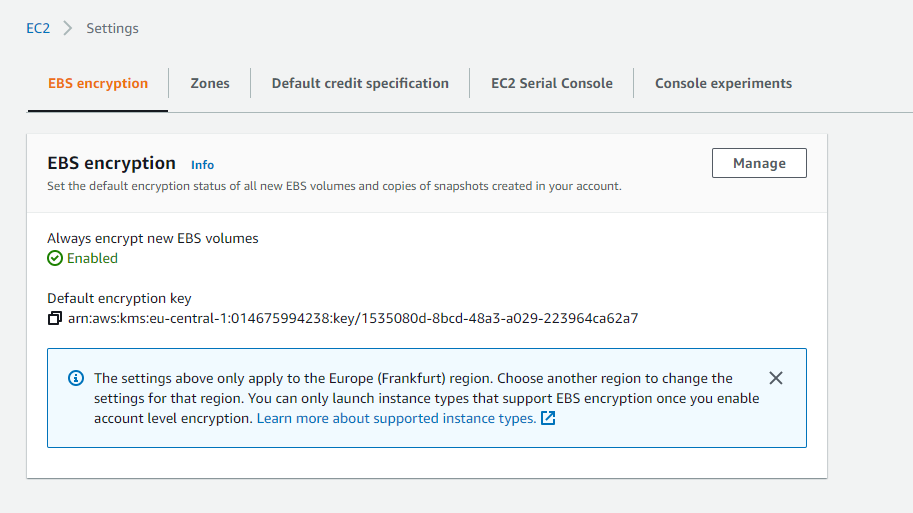 EC2 > Settings
EBS encryption Zones Default credit specification EC2 Serial Console Console experiments
EBS encryption Info Manage
Set the default encryption status of all new EBS volumes and copies of snapshots created in your account.
Always encrypt new EBS volumes
Enabled
Default encryption key
arn:aws:kms:eu-central-1:014675994238:key/1535080d-8bcd-48a3-a029-223964ca62a7
The settings above only apply to the Europe (Frankfurt) region. Choose another region to change the
settings for that region. You can only launch instance types that support EBS encryption once you enable
account level encryption. Learn more about supported instance types.